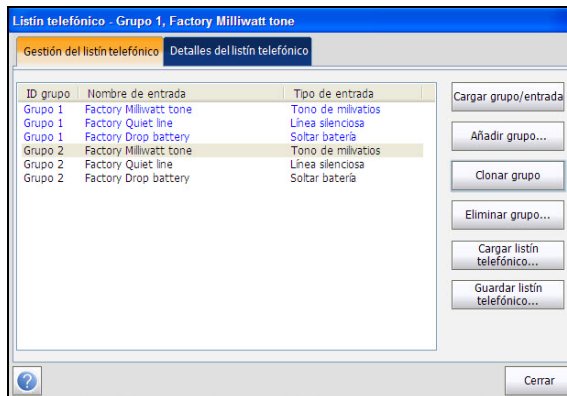 Listín telefónico - Grupo 1, Factory Milliwatt tone
Gestión del listín telefónico Detalles del listín telefónico
ID grupo Nombre de entrada Tipo de entrada
Grupo 1 Factory Milliwatt tone Tono de milivatios
Grupo 1 Factory Quiet line Línea silenciosa
Grupo 1 Factory Drop battery Soltar batería
Grupo 2 Factory Milliwatt tone Tono de milivatios
Grupo 2 Factory Quiet line Línea silenciosa
Grupo 2 Factory Drop battery Soltar batería
Cargar grupo/entrada
Añadir grupo...
Clonar grupo
Eliminar grupo...
Cargar listín
telefónico...
Guardar listín
telefónico...
?
Cerrar